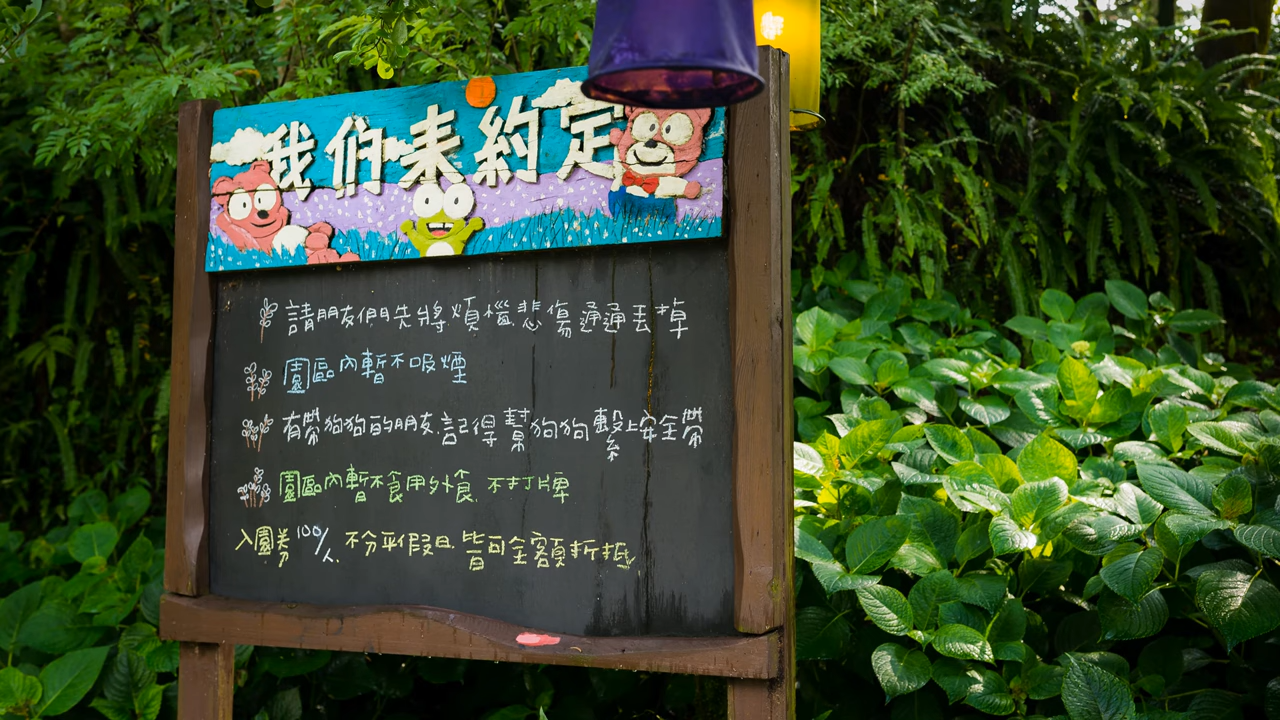 我们来約定
請朋友們先將煩惱悲傷通通丟掉
園區內暫不吸煙
有帶狗狗的朋友記得幫狗狗繫上安全帶
園區內暫不食用外食 不打牌
入園券100/人 不分平假日 皆可全額折抵